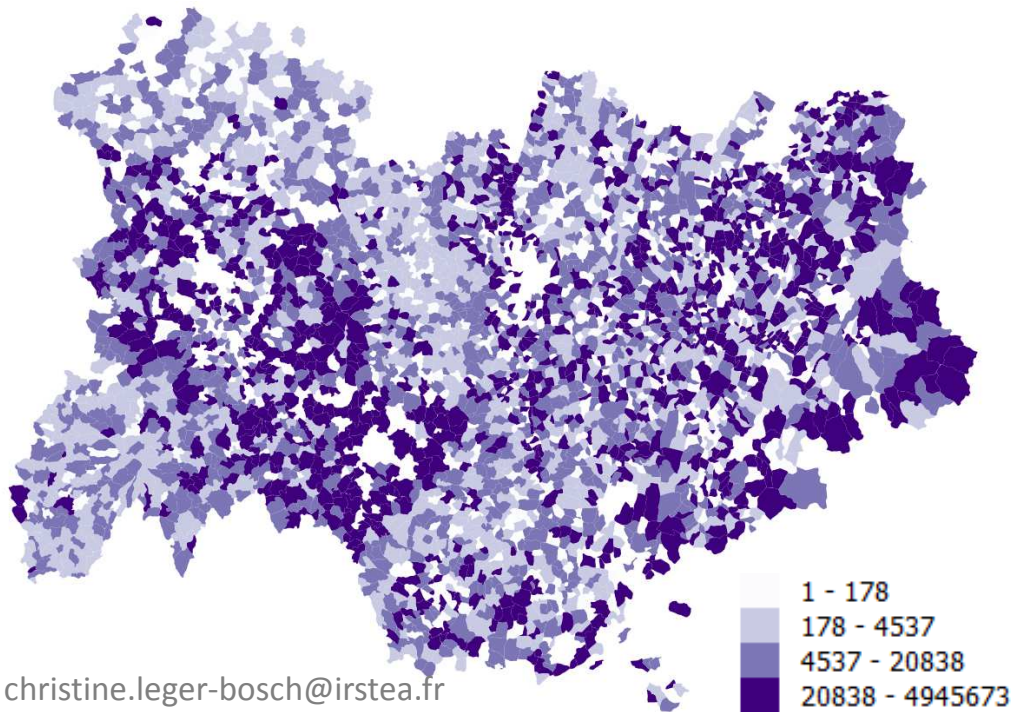 1 - 178
178 - 4537
4537 - 20838
20838 - 4945673
christine.leger-bosch@irstea.fr